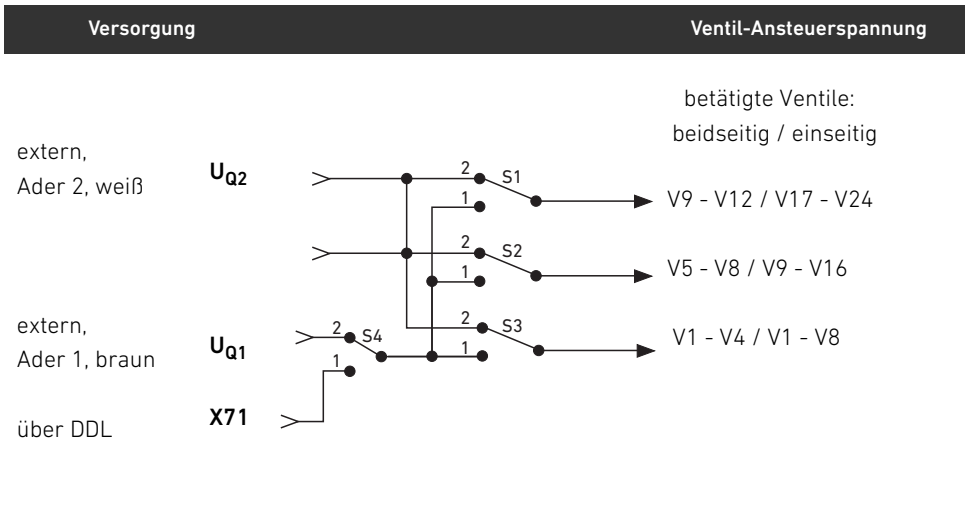 Versorgung
Ventil-Ansteuerspannung
betätigte Ventile:
beidseitig / einseitig
extern,
Ader 2, weiß
UQ2
2
S1
1
V9 - V12 / V17 - V24
2
S2
1
V5 - V8 / V9 - V16
extern,
Ader 1, braun
UQ1
2
S4
1
2
S3
1
V1 - V4 / V1 - V8
über DDL
X71